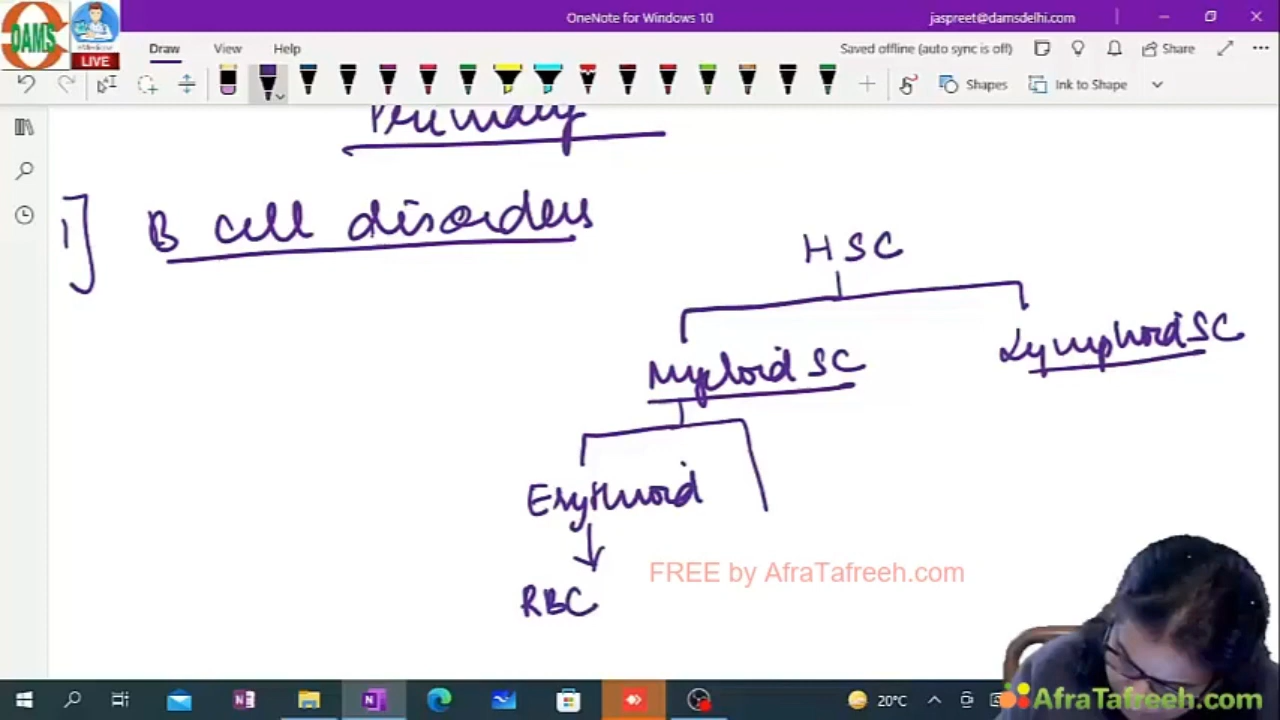 OneNote for Windows 10
jaspreet@damsdelhi.com
DAMS
LIVE
Draw View Help
Saved offline (auto sync is off)
Share
Shapes
Ink to Shape
Primary
1] B cell disorders
HSC
Myeloid SC
Lymphoid SC
Erythroid
RBC
FREE by AfraTafreeh.com
20°C
AfraTafreeh.com